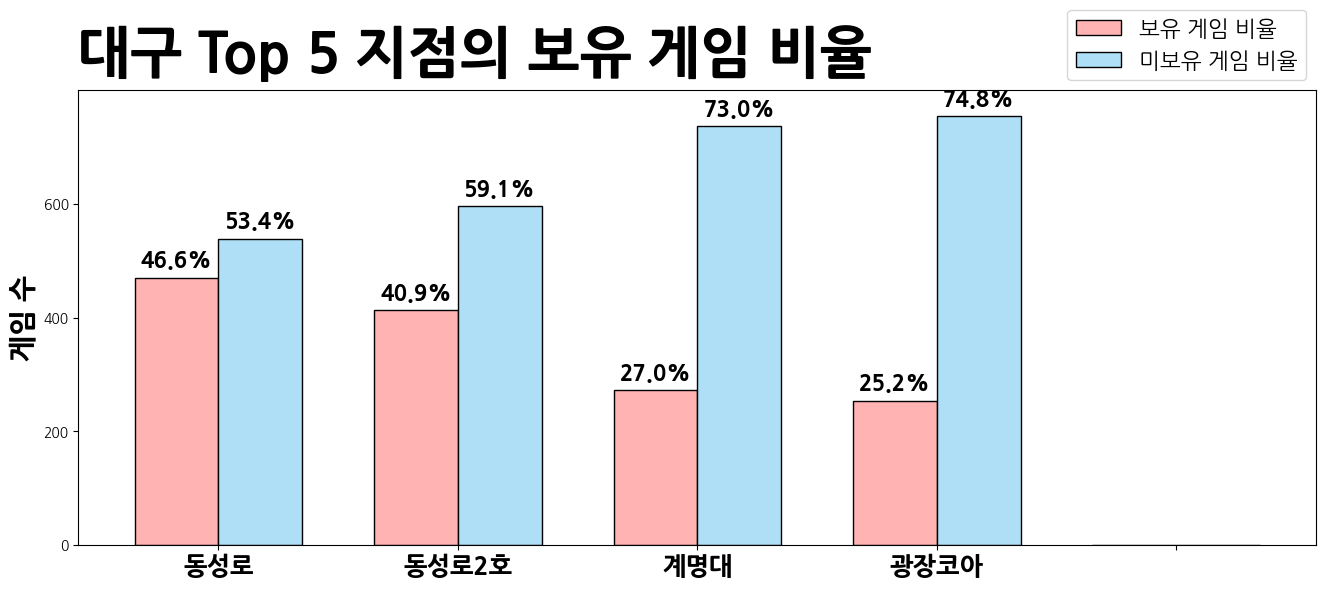 대구 Top 5 지점의 보유 게임 비율
보유 게임 비율
미보유 게임 비율
게임 수
600
400
200
0
46.6%
53.4%
40.9%
59.1%
27.0%
73.0%
25.2%
74.8%
동성로
동성로2호
계명대
광장코아